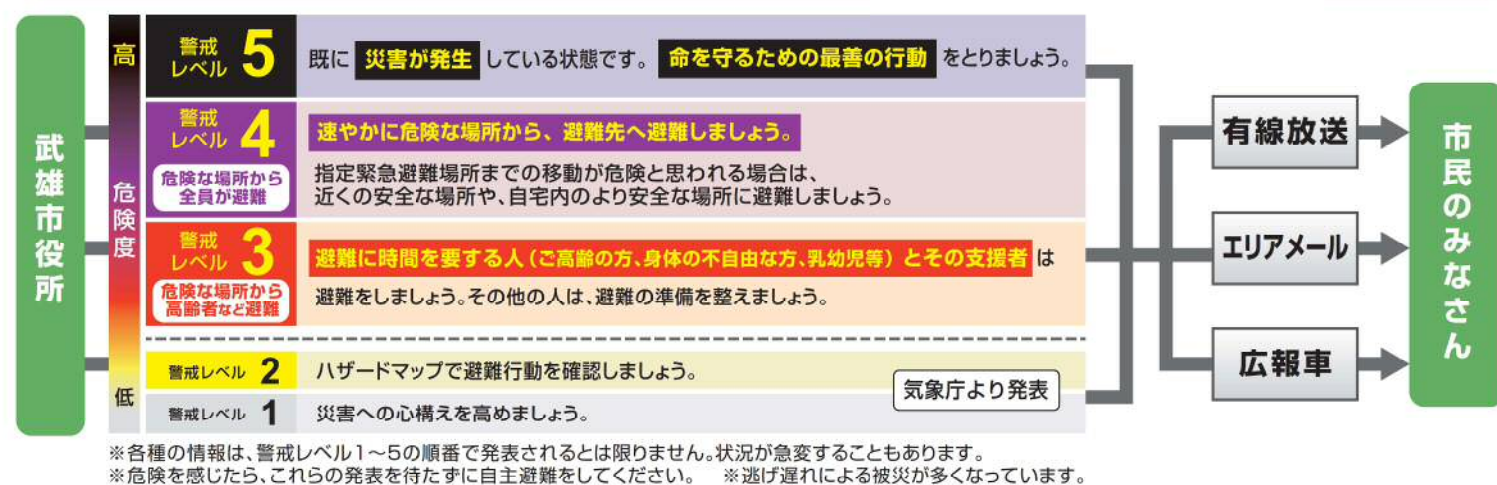 武雄市役所
高
危険度
低
警戒レベル 5
既に 災害が発生 している状態です。 命を守るための最善の行動 をとりましょう。
警戒レベル 4
危険な場所から
全員が避難
速やかに危険な場所から、避難先へ避難しましょう。
指定緊急避難場所までの移動が危険と思われる場合は、
近くの安全な場所や、自宅内のより安全な場所に避難しましょう。
警戒レベル 3
危険な場所から
高齢者など避難
避難に時間を要する人(ご高齢の方、身体の不自由な方、乳幼児等)とその支援者 は
避難をしましょう。その他の人は、避難の準備を整えましょう。
警戒レベル 2
ハザードマップで避難行動を確認しましょう。
警戒レベル 1
災害への心構えを高めましょう。
気象庁より発表
有線放送
エリアメール
広報車
市民のみなさん
※各種の情報は、警戒レベル1~5の順番で発表されるとは限りません。状況が急変することもあります。
※危険を感じたら、これらの発表を待たずに自主避難をしてください。 ※逃げ遅れによる被災が多くなっています。